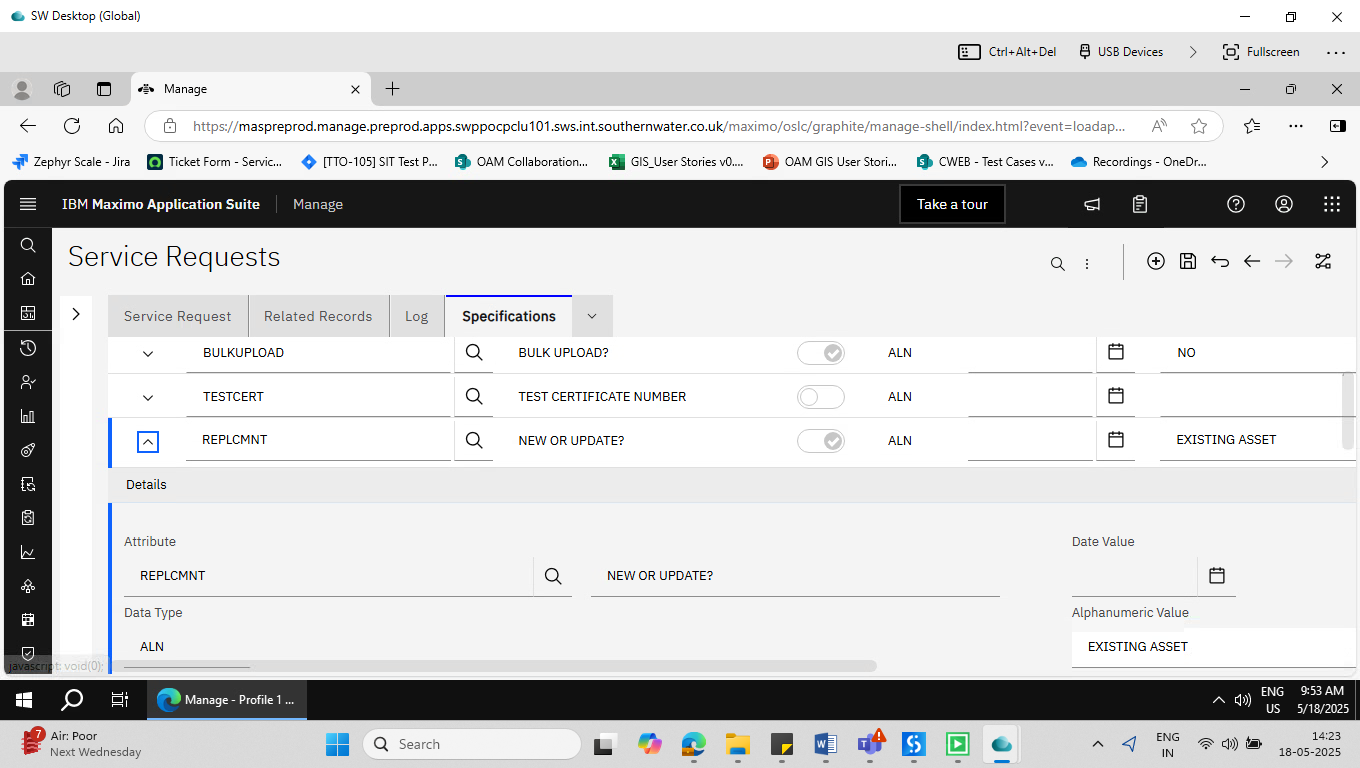 SW Desktop (Global)
Ctrl+Alt+Del
USB Devices
Fullscreen
Manage
https://maspreprod.manage.preprod.apps.swppocpclu101.sws.int.southernwater.co.uk/maximo/oslc/graphite/manage-shell/index.html?event=loadap...
Zephyr Scale - Jira
Ticket Form - Servic...
[TTO-105] SIT Test P...
OAM Collaboration...
GIS_User Stories v0....
OAM GIS User Stori...
CWEB - Test Cases v...
Recordings - OneDr...
IBM Maximo Application Suite
Manage
Take a tour
Service Requests
Service Request
Related Records
Log
Specifications
BULKUPLOAD BULK UPLOAD? ALN NO
TESTCERT TEST CERTIFICATE NUMBER ALN
REPLCMNT NEW OR UPDATE? ALN EXISTING ASSET
Details
Attribute Date Value
REPLCMNT NEW OR UPDATE?
Data Type Alphanumeric Value
ALN EXISTING ASSET
javascript: void(0);
Manage - Profile 1 ...
ENG
US
9:53 AM
5/18/2025
7
Air: Poor
Next Wednesday
Search
ENG
IN
14:23
18-05-2025